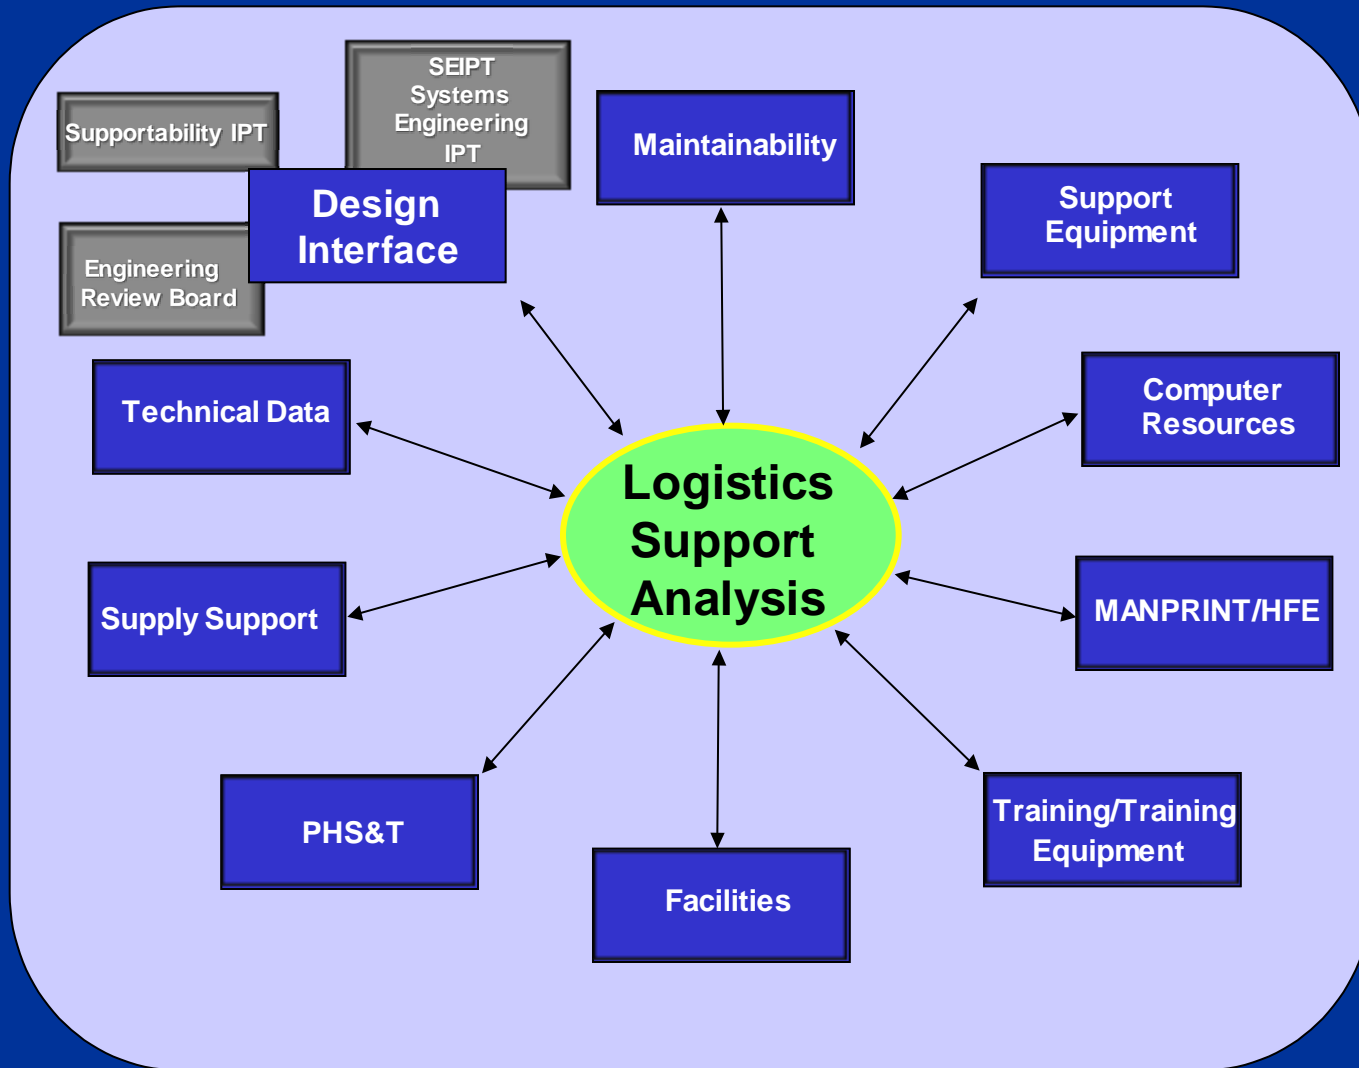 SEIPT
Systems
Engineering
IPT
Supportability IPT
Design
Interface
Engineering
Review Board
Maintainability
Support
Equipment
Computer
Resources
Technical Data
Logistics
Support
Analysis
Supply Support
MANPRINT/HFE
PHS&T
Training/Training
Equipment
Facilities